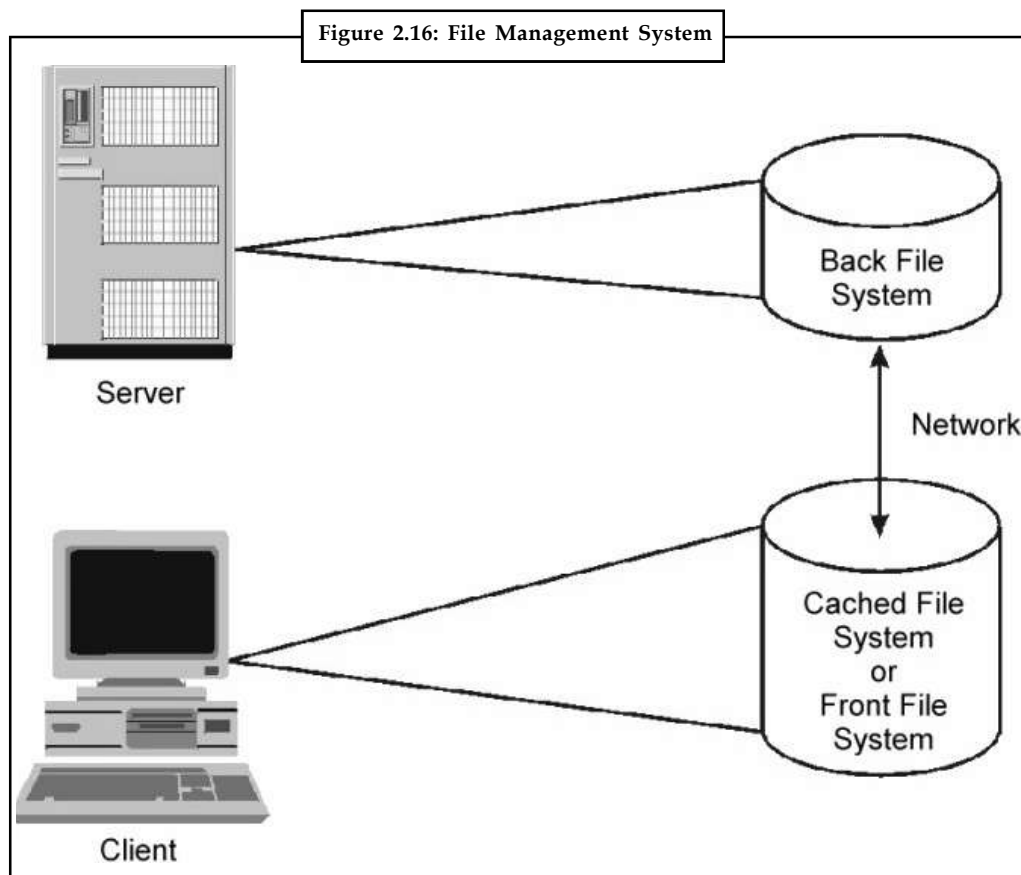 Figure 2.16: File Management System
Back File
System
Server
Network
Cached File
System
or
Front File
System
Client